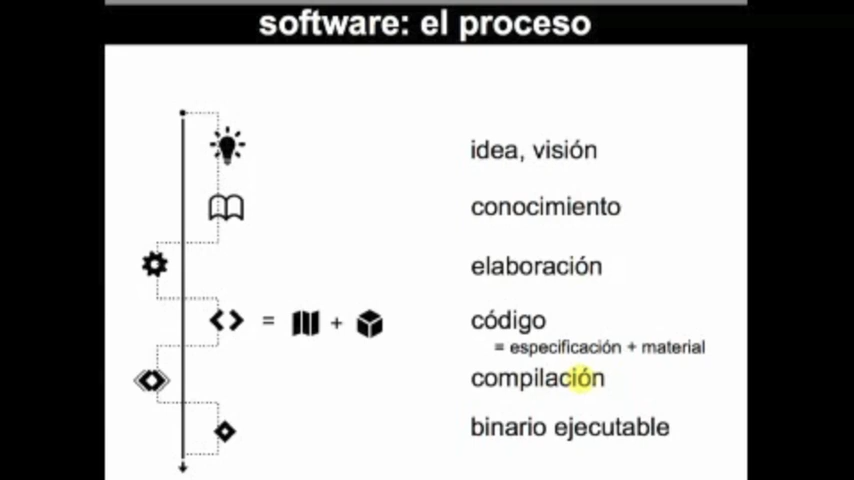 software: el proceso
idea, visión
conocimiento
elaboración
= +
código
= especificación + material
compilación
binario ejecutable